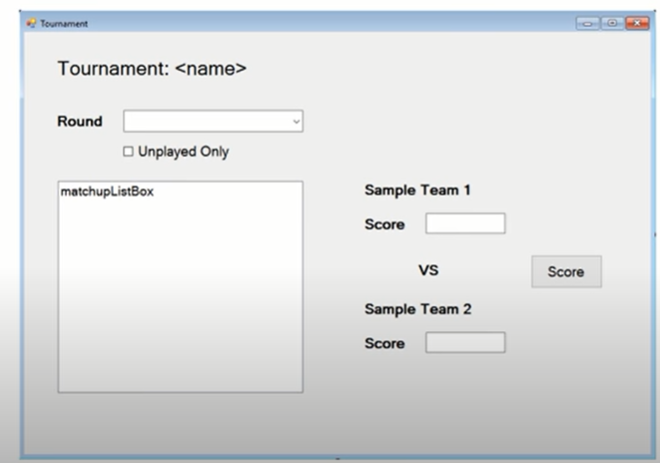 Tournament
Tournament: <name>
Round
Unplayed Only
matchupListBox
Sample Team 1
Score
VS
Score
Sample Team 2
Score